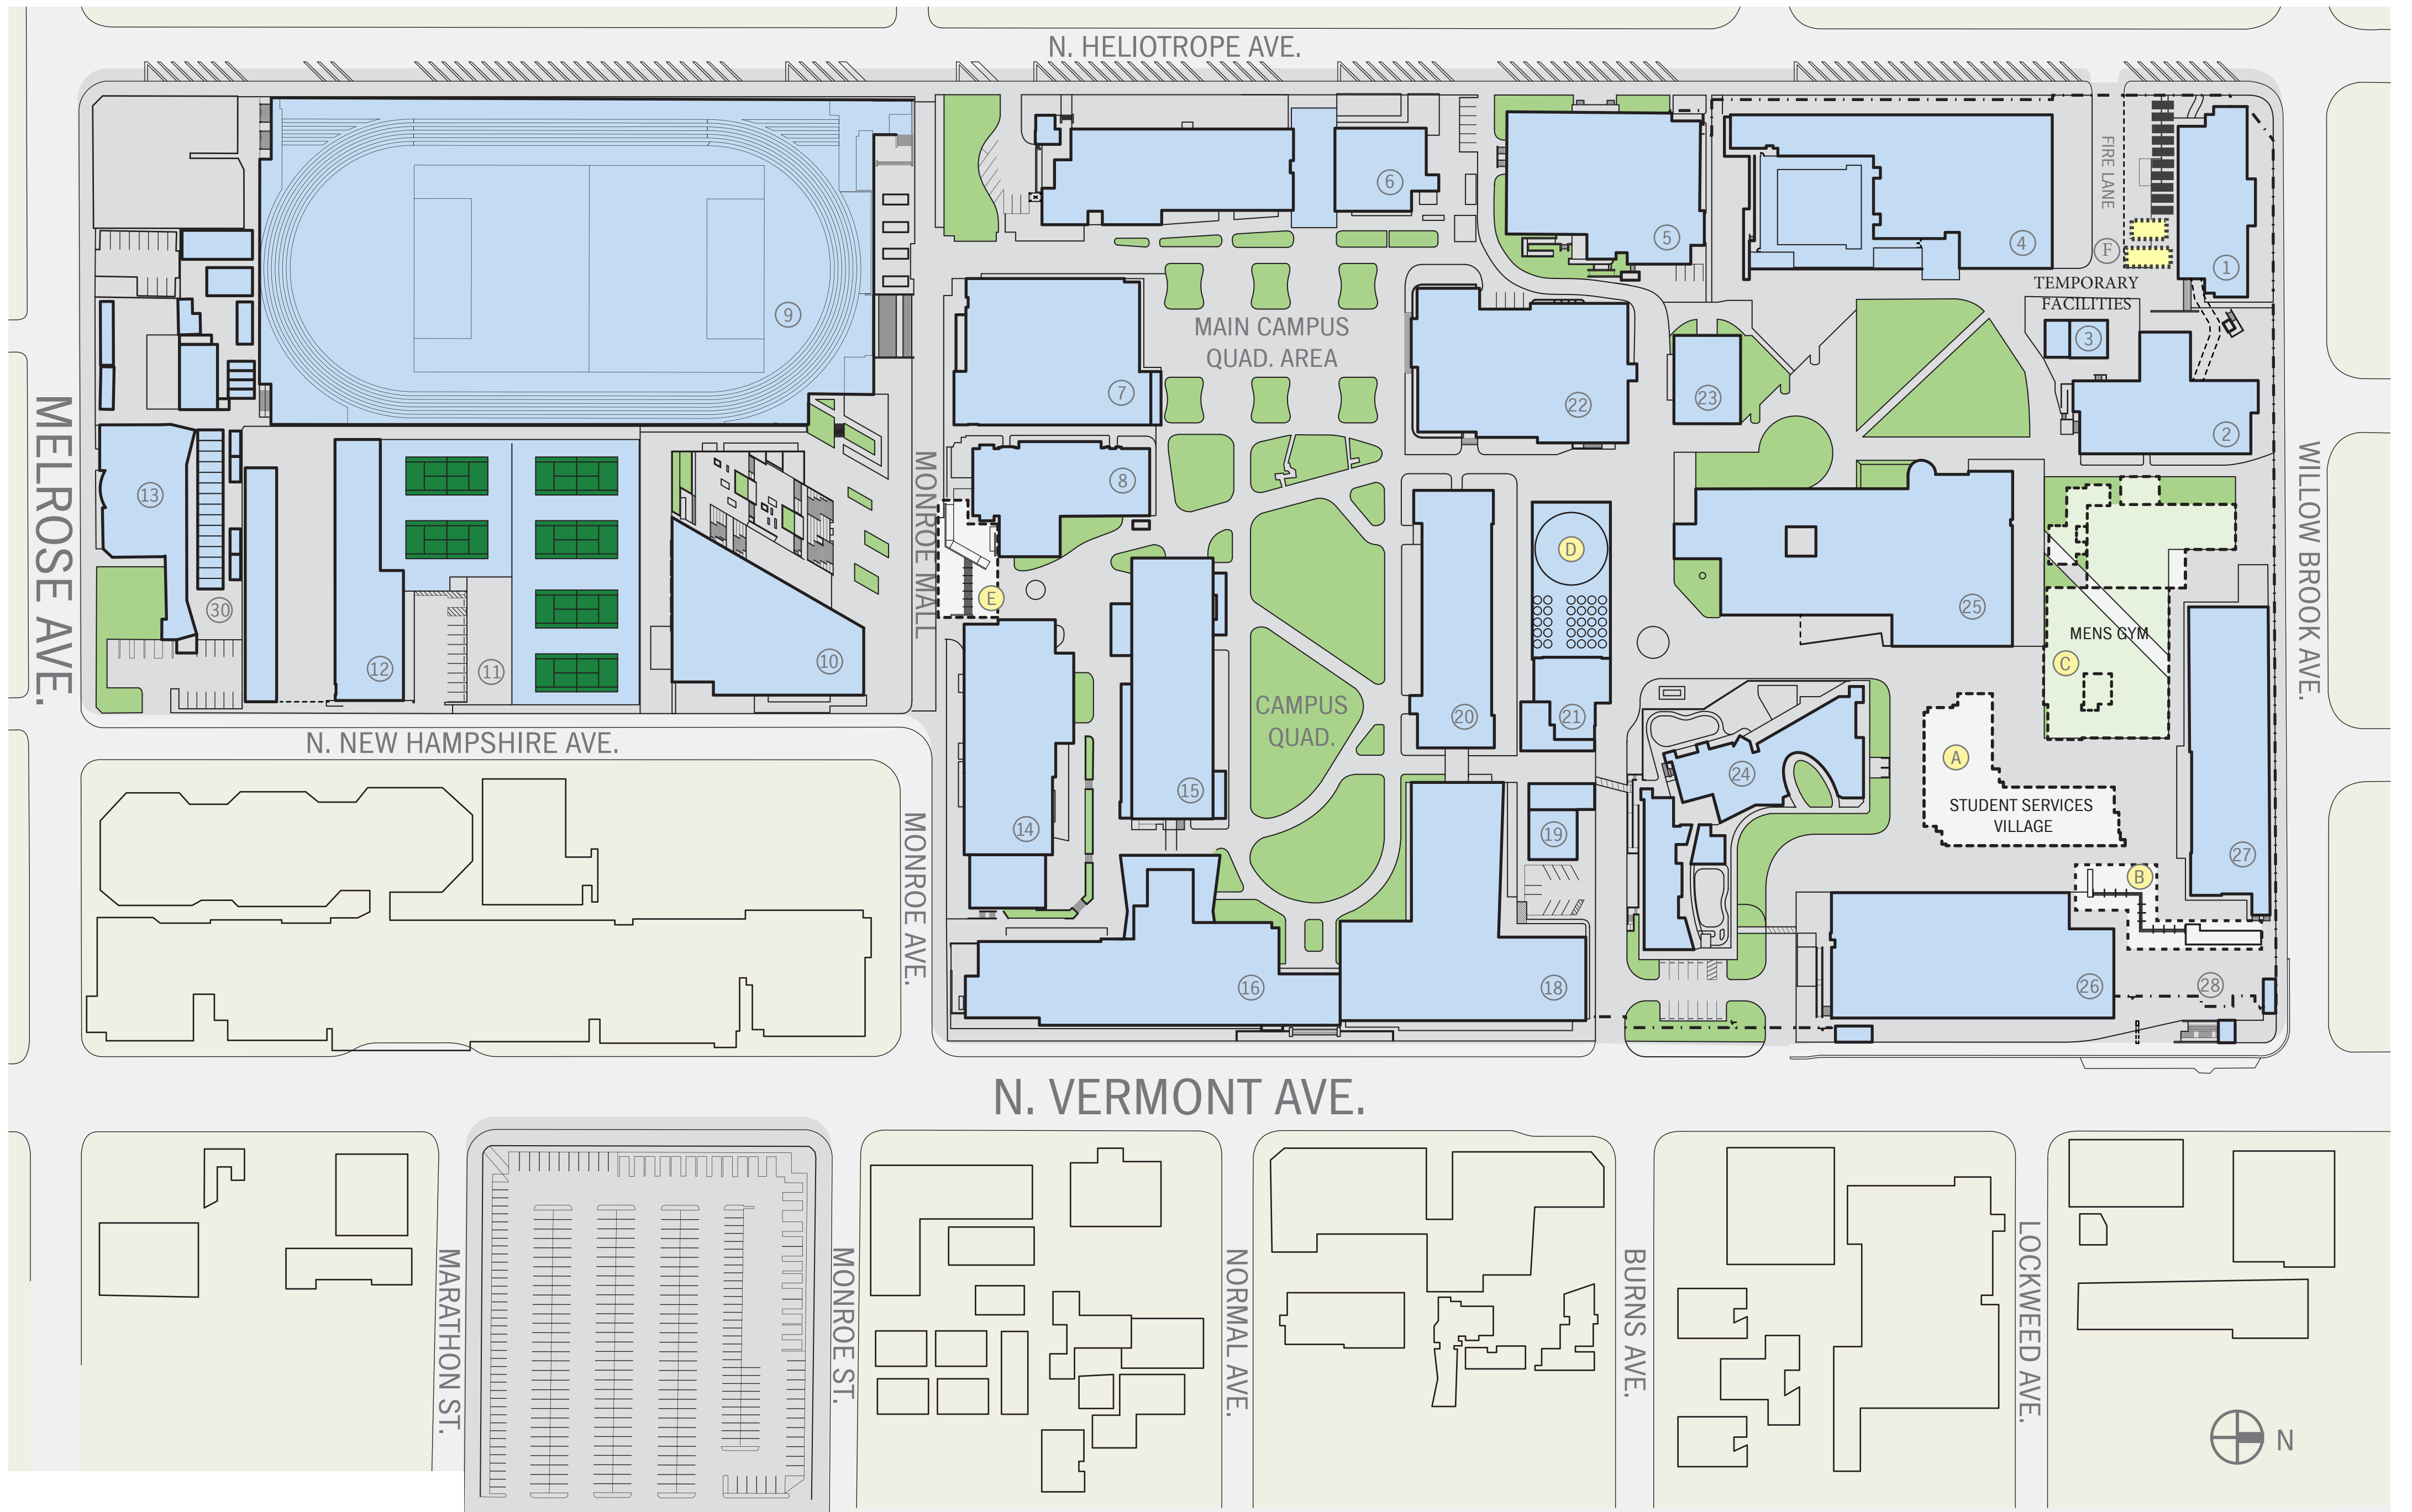 N. HELIOTROPE AVE.
FIRE LANE
6
5
4
F
1
TEMPORARY
FACILITIES
9
MAIN CAMPUS
QUAD. AREA
3
7
22
23
2
MELROSE AVE.
MONROE MALL
WILLOW BROOK AVE.
13
8
D
30
E
25
MENS GYM
C
12
11
10
CAMPUS
QUAD.
20
21
N. NEW HAMPSHIRE AVE.
A
24
15
STUDENT SERVICES
VILLAGE
14
19
27
MONROE AVE.
B
16
18
26
28
N. VERMONT AVE.
MARATHON ST.
MONROE ST.
NORMAL AVE.
BURNS AVE.
LOCKWEED AVE.
N